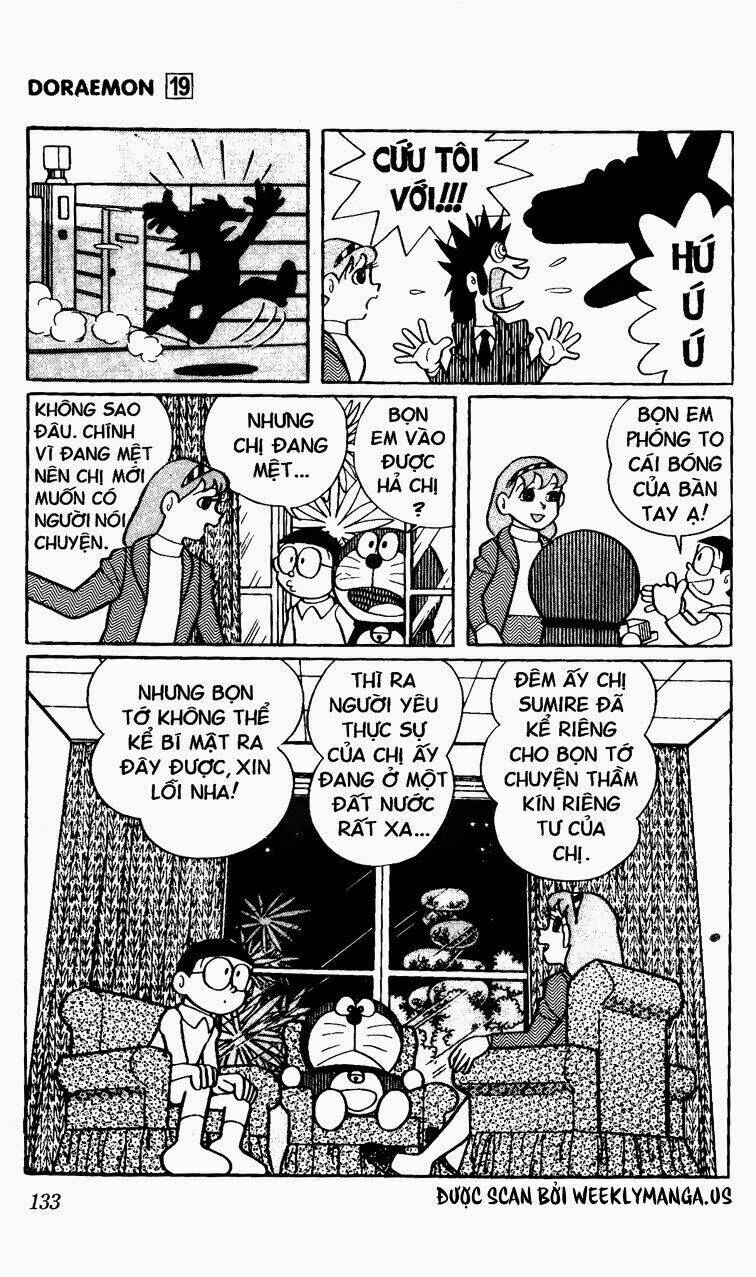 DORAEMON 19
HÚ
Ú
Ú
CỨU TÔI
VỚI!!!
BỌN EM
PHÓNG TO
CÁI BÓNG
CỦA BÀN
TAY Ạ!
BỌN
EM VÀO
ĐƯỢC
HẢ CHỊ
?
NHƯNG
CHỊ ĐANG
MỆT...
KHÔNG SAO
ĐÂU. CHÍNH
VÌ ĐANG MỆT
NÊN CHỊ MỚI
MUỐN CÓ
NGƯỜI NÓI
CHUYỆN.
ĐÊM ẤY CHỊ
SUMIRE ĐÃ
KỂ RIÊNG
CHO BỌN TỚ
CHUYỆN THẦM
KÍN RIÊNG
TƯ CỦA
CHỊ.
THÌ RA
NGƯỜI YÊU
THỰC SỰ
CỦA CHỊ ẤY
ĐANG Ở MỘT
ĐẤT NƯỚC
RẤT XA...
NHƯNG BỌN
TỚ KHÔNG THỂ
KỂ BÍ MẬT RA
ĐÂY ĐƯỢC, XIN
LỖI NHA!
133
ĐƯỢC SCAN BỞI WEEKLYMANGA.US